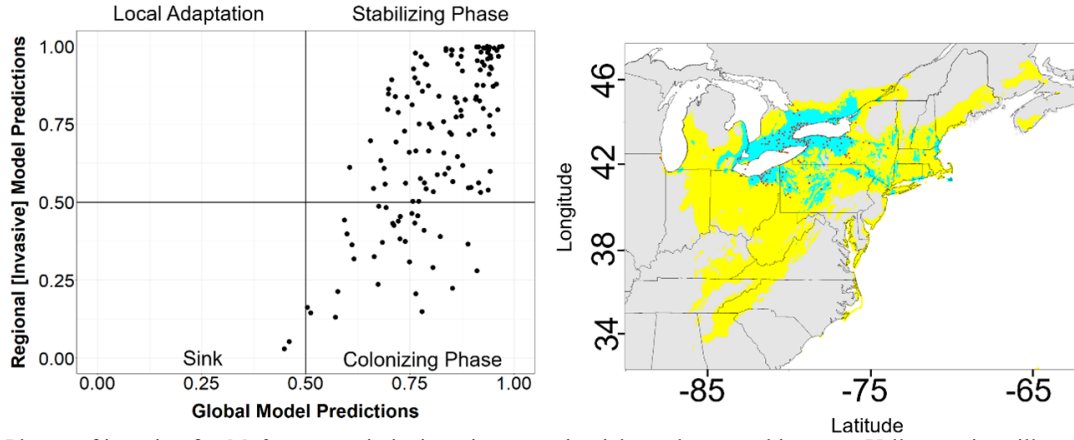 Local Adaptation
Stabilizing Phase
Regional [Invasive] Model Predictions
1.00
0.75
0.50
0.25
0.00
Sink
Colonizing Phase
0.00 0.25 0.50 0.75 1.00
Global Model Predictions
Longitude
46
42
38
34
-85 -75 -65
Latitude